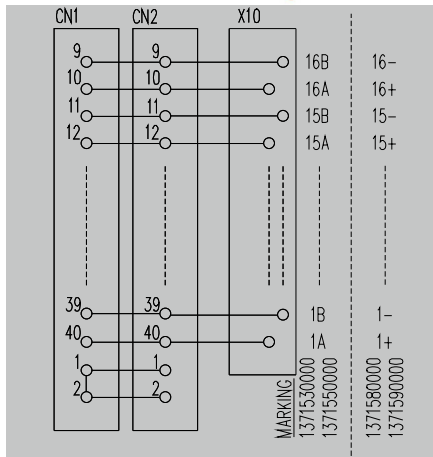 CN1 CN2 X10
9 9 16B 16-
10 10 16A 16+
11 11 15B 15-
12 12 15A 15+
39 39 1B 1-
40 40 1A 1+
1 1
2 2
MARKING
1371530000
1371550000
1371580000
1371590000